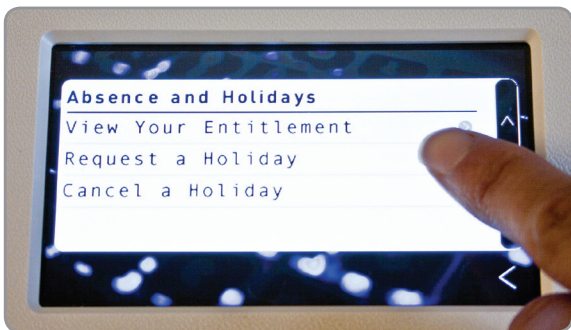 Absence and Holidays
View Your Entitlement
Request a Holiday
Cancel a Holiday